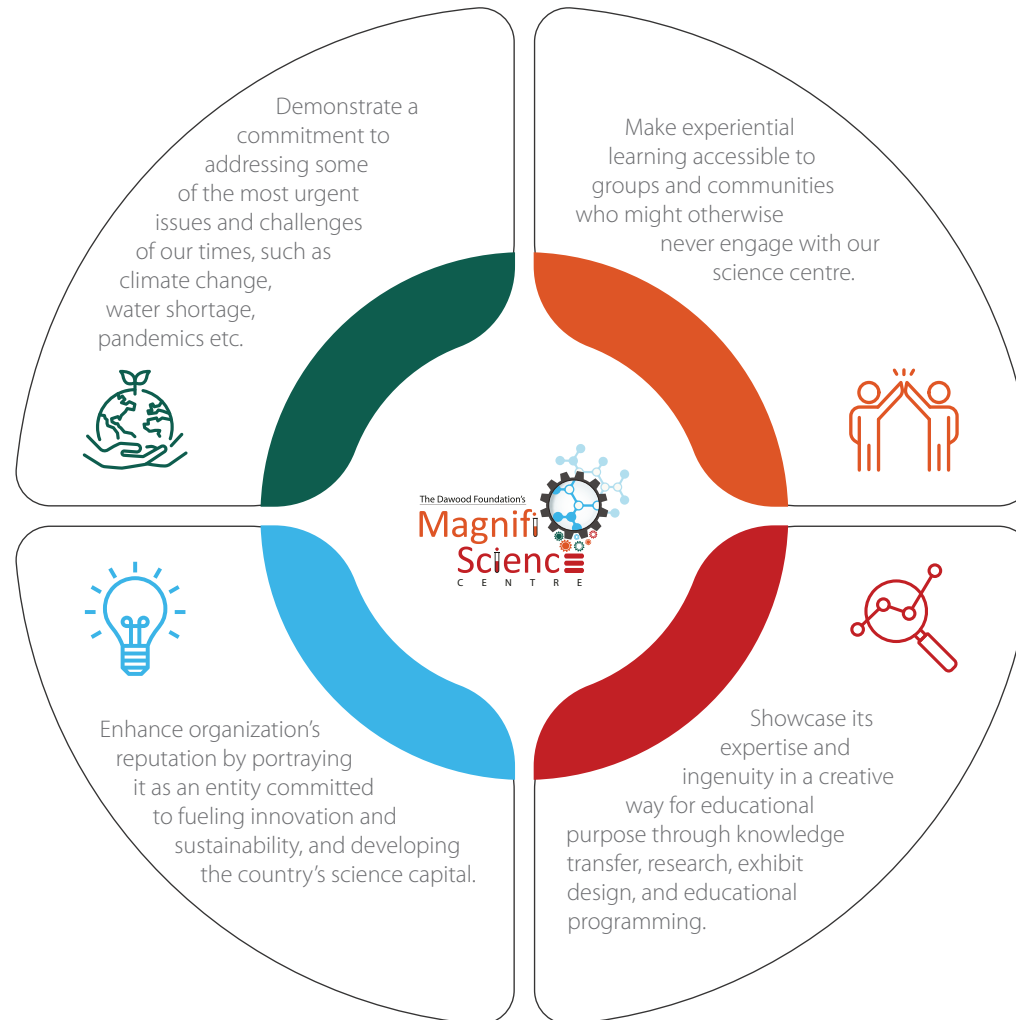 Demonstrate a
commitment to
addressing some
of the most urgent
issues and challenges
of our times, such as
climate change,
water shortage,
pandemics etc.
Make experiential
learning accessible to
groups and communities
who might otherwise
never engage with our
science centre.
The Dawood Foundation's
Magnifi
Science
CENTRE
Enhance organization's
reputation by portraying
it as an entity committed
to fueling innovation and
sustainability, and developing
the country's science capital.
Showcase its
expertise and
ingenuity in a creative
way for educational
purpose through knowledge
transfer, research, exhibit
design, and educational
programming.